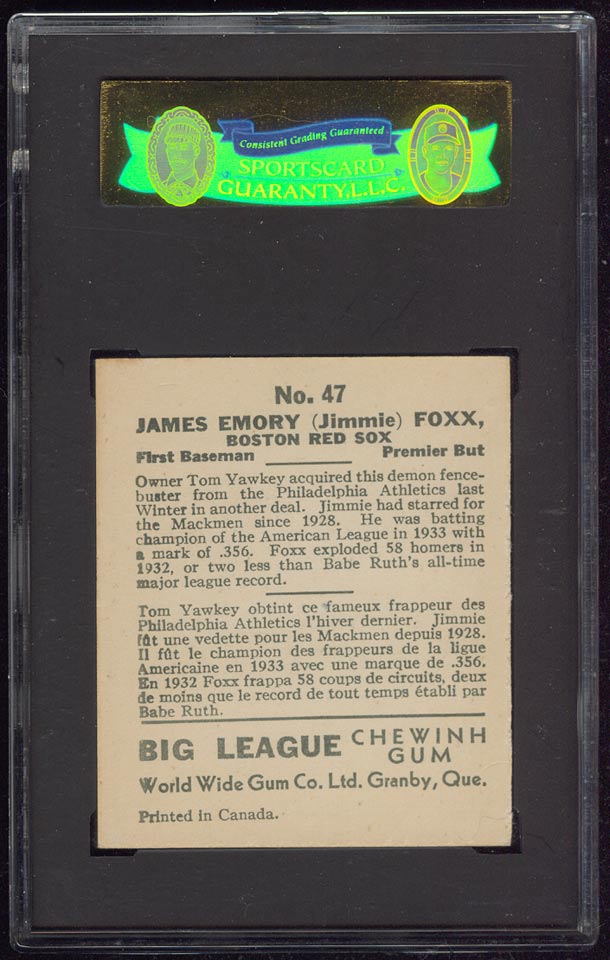 Consistent Grading Guaranteed
SPORTSCARD
GUARANTY, L.L.C.
No. 47
JAMES EMORY (Jimmie) FOXX,
BOSTON RED SOX
First Baseman Premier But
Owner Tom Yawkey acquired this demon fence-
buster from the Philadelphia Athletics last
Winter in another deal. Jimmie had starred for
the Mackmen since 1928. He was batting
champion of the American League in 1933 with
a mark of .356. Foxx exploded 58 homers in
1932, or two less than Babe Ruth's all-time
major league record.
Tom Yawkey obtint ce fameux frappeur des
Philadelphia Athletics l'hiver dernier. Jimmie
fût une vedette pour les Mackmen depuis 1928.
Il fût le champion des frappeurs de la ligue
Americaine en 1933 avec une marque de .356.
En 1932 Foxx frappa 58 coups de circuits, deux
de moins que le record de tout temps établi par
Babe Ruth.
BIG LEAGUE CHEWINH
GUM
World Wide Gum Co. Ltd. Granby, Que.
Printed in Canada.